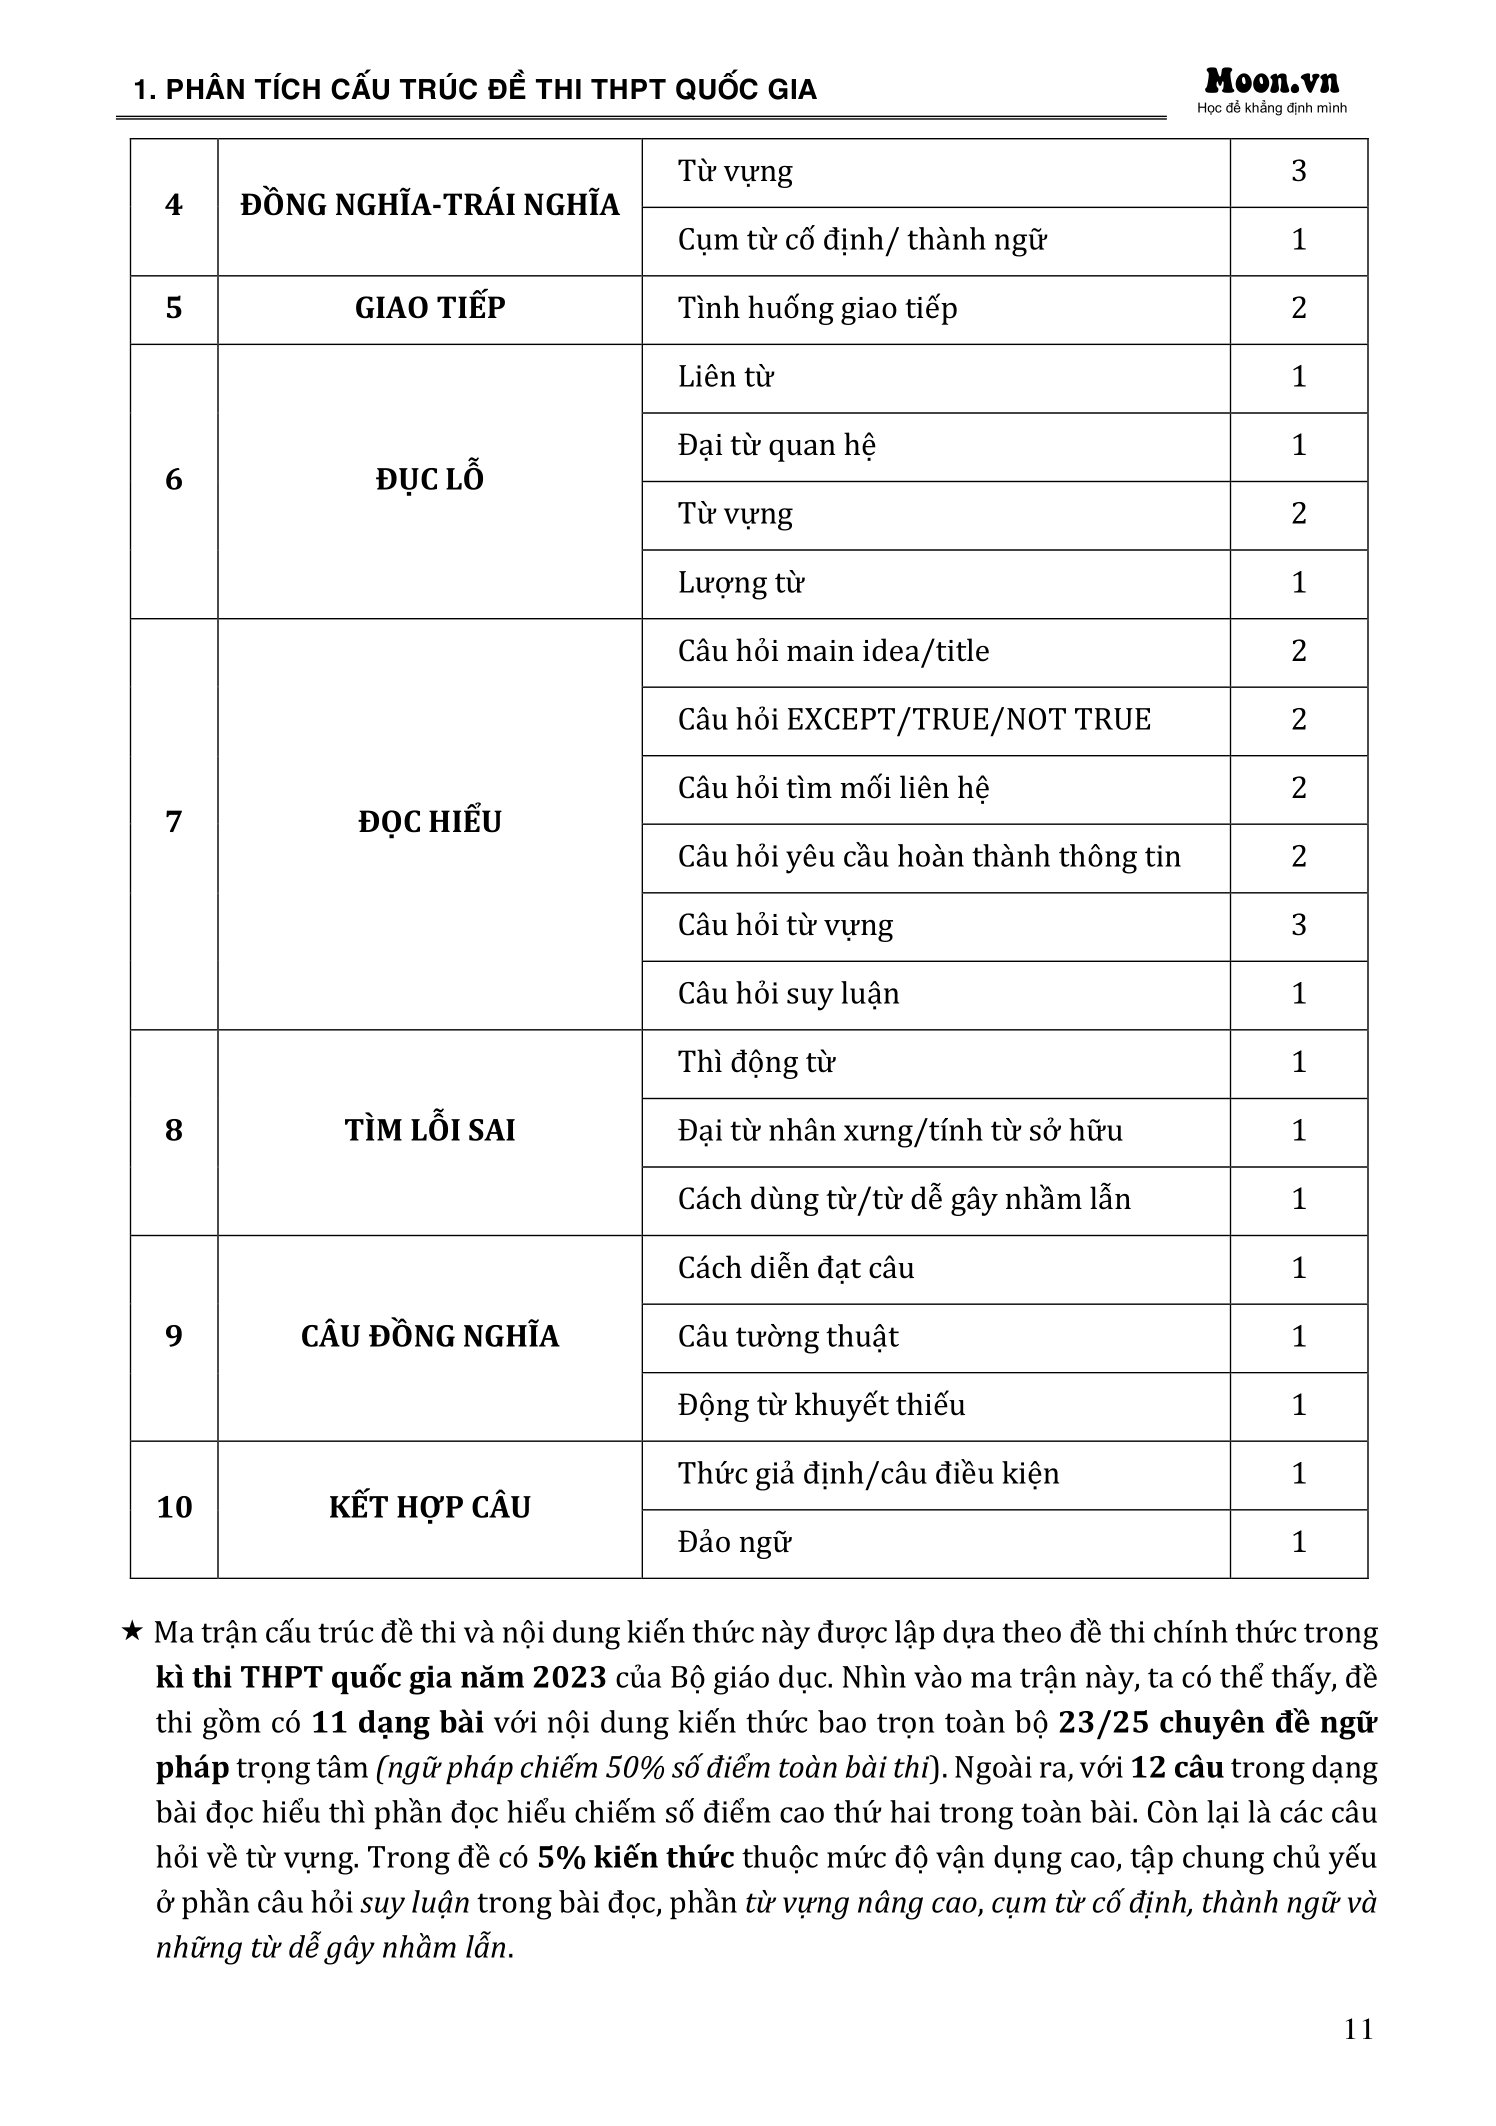 1. PHÂN TÍCH CẤU TRÚC ĐỀ THI THPT QUỐC GIA
Moon.vn
Học để khẳng định mình
4 ĐỒNG NGHĨA-TRÁI NGHĨA Từ vựng 3
Cụm từ cố định/ thành ngữ 1
5 GIAO TIẾP Tình huống giao tiếp 2
6 ĐỤC LỖ Liên từ 1
Đại từ quan hệ 1
Từ vựng 2
Lượng từ 1
7 ĐỌC HIỂU Câu hỏi main idea/title 2
Câu hỏi EXCEPT/TRUE/NOT TRUE 2
Câu hỏi tìm mối liên hệ 2
Câu hỏi yêu cầu hoàn thành thông tin 2
Câu hỏi từ vựng 3
Câu hỏi suy luận 1
8 TÌM LỖI SAI Thì động từ 1
Đại từ nhân xưng/tính từ sở hữu 1
Cách dùng từ/từ dễ gây nhầm lẫn 1
9 CÂU ĐỒNG NGHĨA Cách diễn đạt câu 1
Câu tường thuật 1
Động từ khuyết thiếu 1
10 KẾT HỢP CÂU Thức giả định/câu điều kiện 1
Đảo ngữ 1
★ Ma trận cấu trúc đề thi và nội dung kiến thức này được lập dựa theo đề thi chính thức trong
kì thi THPT quốc gia năm 2023 của Bộ giáo dục. Nhìn vào ma trận này, ta có thể thấy, đề
thi gồm có 11 dạng bài với nội dung kiến thức bao trọn toàn bộ 23/25 chuyên đề ngữ
pháp trọng tâm (ngữ pháp chiếm 50% số điểm toàn bài thi). Ngoài ra, với 12 câu trong dạng
bài đọc hiểu thì phần đọc hiểu chiếm số điểm cao thứ hai trong toàn bài. Còn lại là các câu
hỏi về từ vựng. Trong đề có 5% kiến thức thuộc mức độ vận dụng cao, tập chung chủ yếu
ở phần câu hỏi suy luận trong bài đọc, phần từ vựng nâng cao, cụm từ cố định, thành ngữ và
những từ dễ gây nhầm lẫn.
11